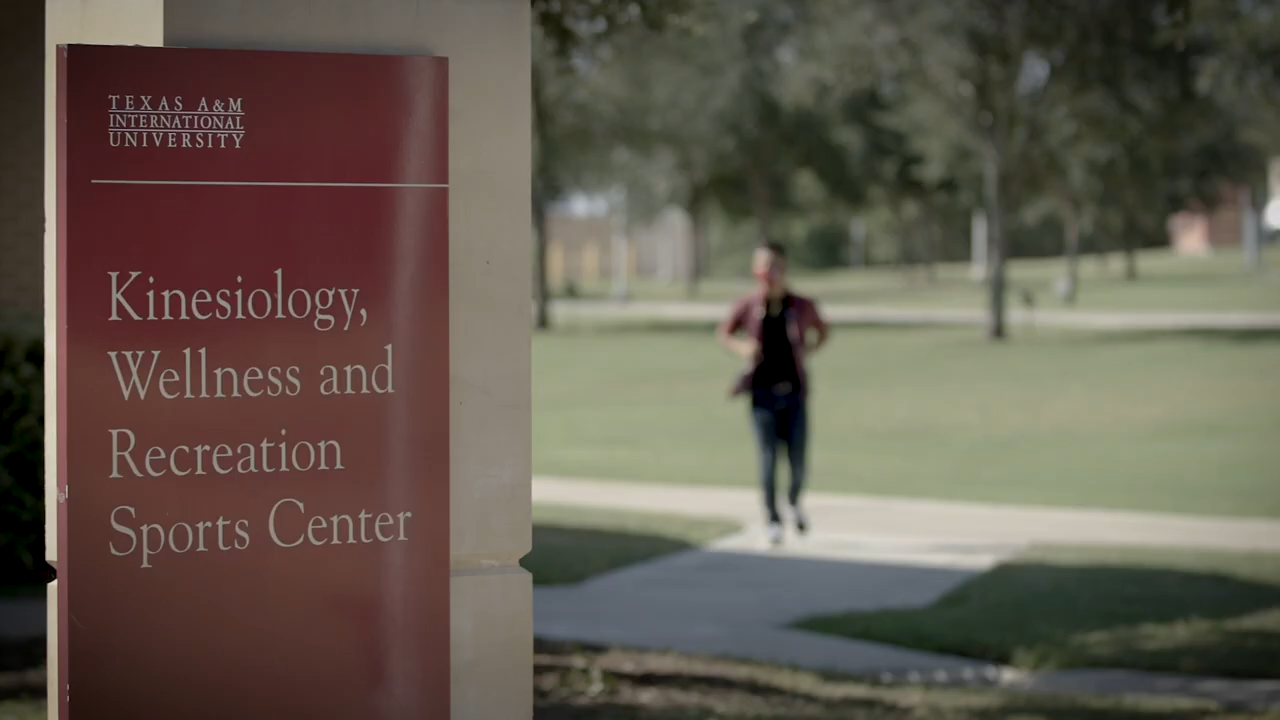 TEXAS A&M
INTERNATIONAL
UNIVERSITY
Kinesiology,
Wellness and
Recreation
Sports Center